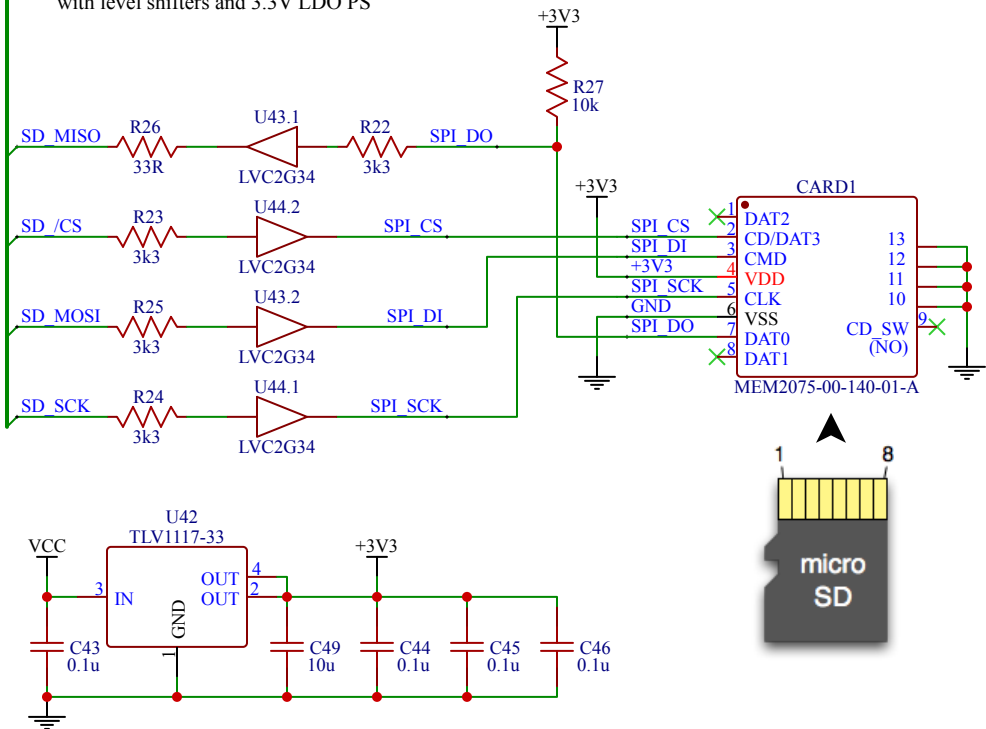 with level shifters and 3.3V LDO PS
+3V3
R27
10k
SD_MISO
R26
33R
U43.1
LVC2G34
R22
3k3
SPI_DO
SD_/CS
R23
3k3
U44.2
LVC2G34
SPI_CS
SD_MOSI
R25
3k3
U43.2
LVC2G34
SPI_DI
SD_SCK
R24
3k3
U44.1
LVC2G34
SPI_SCK
+3V3
CARD1
SPI_CS
SPI_DI
+3V3
SPI_SCK
GND
SPI_DO
1 DAT2
2 CD/DAT3
3 CMD
4 VDD
5 CLK
6 VSS
7 DAT0
8 DAT1
13
12
11
10
9
CD_SW
(NO)
MEM2075-00-140-01-A
1 8
micro
SD
U42
TLV1117-33
VCC
+3V3
3 IN
OUT 4
OUT 2
GND
1
C43
0.1u
C49
10u
C44
0.1u
C45
0.1u
C46
0.1u